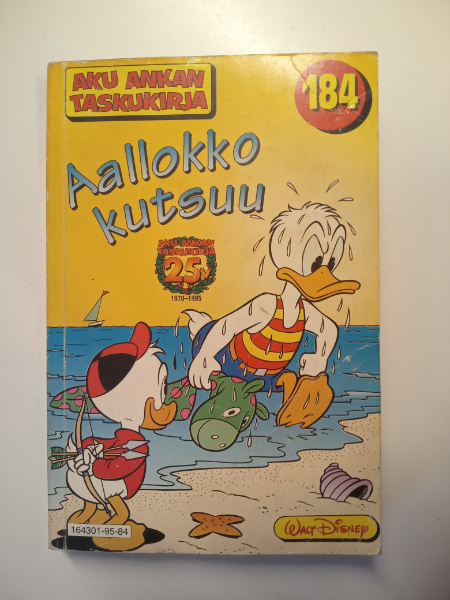 AKU ANKAN
TASKUKIRJA
184
Aallokko
kutsuu
AKU ANKAN
TASKUKIRJA
25v
1970-1995
164301-95-84
WALT DISNEY